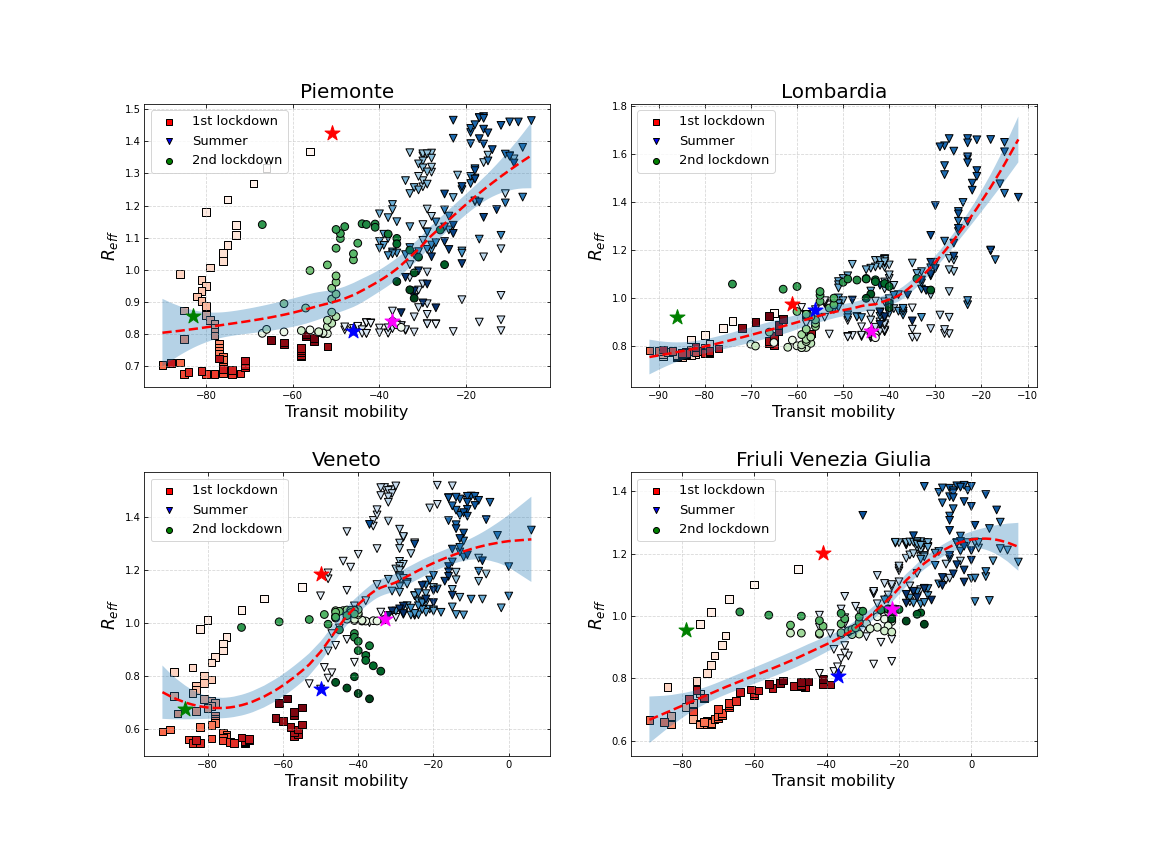 Piemonte
1.5
1.4
1.3
1.2
1.1
1.0
0.9
0.8
0.7
R_eff
1st lockdown
Summer
2nd lockdown
−80 −60 −40 −20
Transit mobility
Lombardia
1.8
1.6
1.4
1.2
1.0
0.8
R_eff
1st lockdown
Summer
2nd lockdown
−90 −80 −70 −60 −50 −40 −30 −20 −10
Transit mobility
Veneto
1.4
1.2
1.0
0.8
0.6
R_eff
1st lockdown
Summer
2nd lockdown
−80 −60 −40 −20 0
Transit mobility
Friuli Venezia Giulia
1.4
1.2
1.0
0.8
0.6
R_eff
1st lockdown
Summer
2nd lockdown
−80 −60 −40 −20 0
Transit mobility